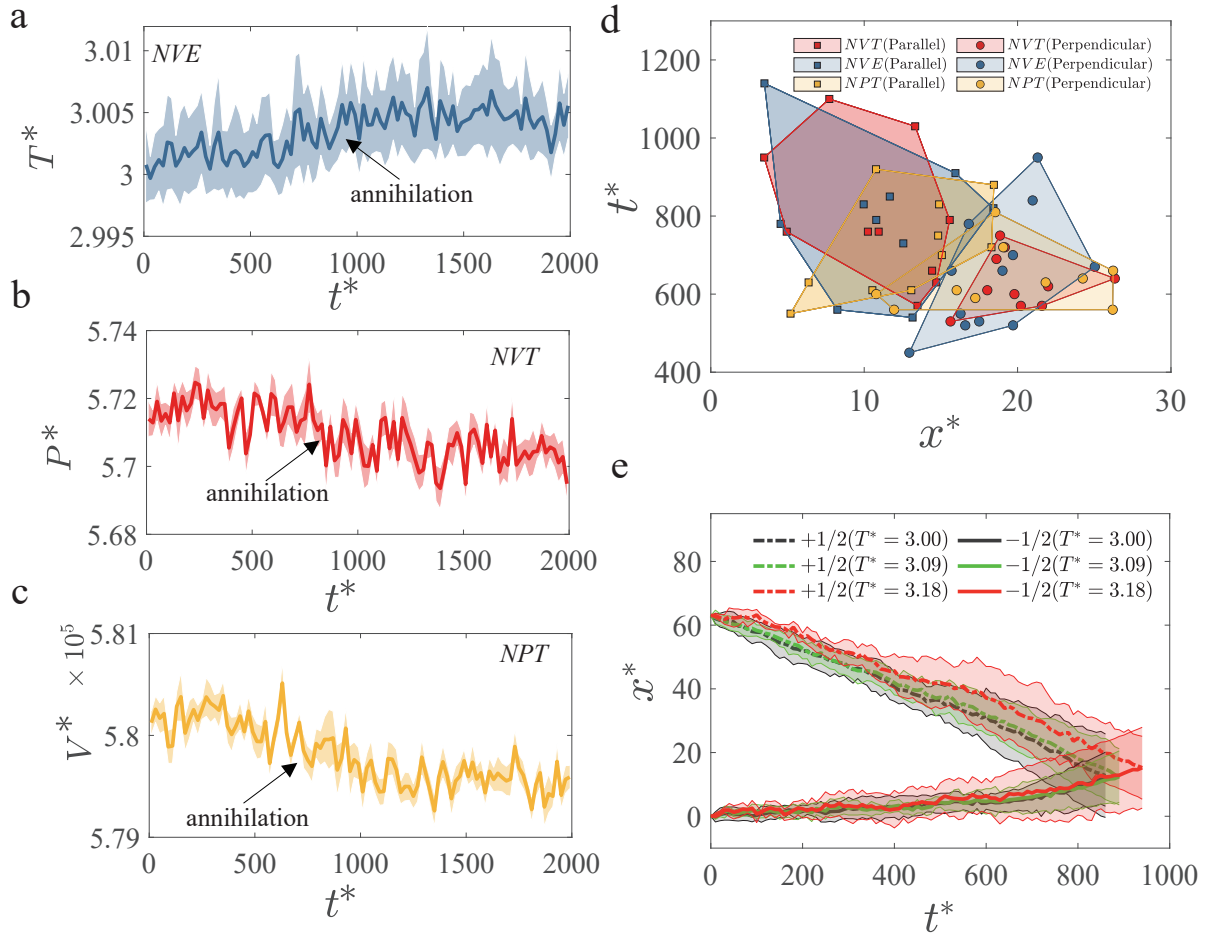 a
NVE
3.01
3.005
3
2.995
T*
annihilation
0 500 1000 1500 2000
t*
b
NVT
5.74
5.72
5.7
5.68
P*
annihilation
0 500 1000 1500 2000
t*
c
NPT
5.81
5.8
5.79
V* × 10⁵
annihilation
0 500 1000 1500 2000
t*
d
NVT(Parallel) NVT(Perpendicular)
NVE(Parallel) NVE(Perpendicular)
NPT(Parallel) NPT(Perpendicular)
1200
1000
800
600
400
t*
0 10 20 30
x*
e
+1/2(T* = 3.00) −1/2(T* = 3.00)
+1/2(T* = 3.09) −1/2(T* = 3.09)
+1/2(T* = 3.18) −1/2(T* = 3.18)
80
60
40
20
0
x*
0 200 400 600 800 1000
t*